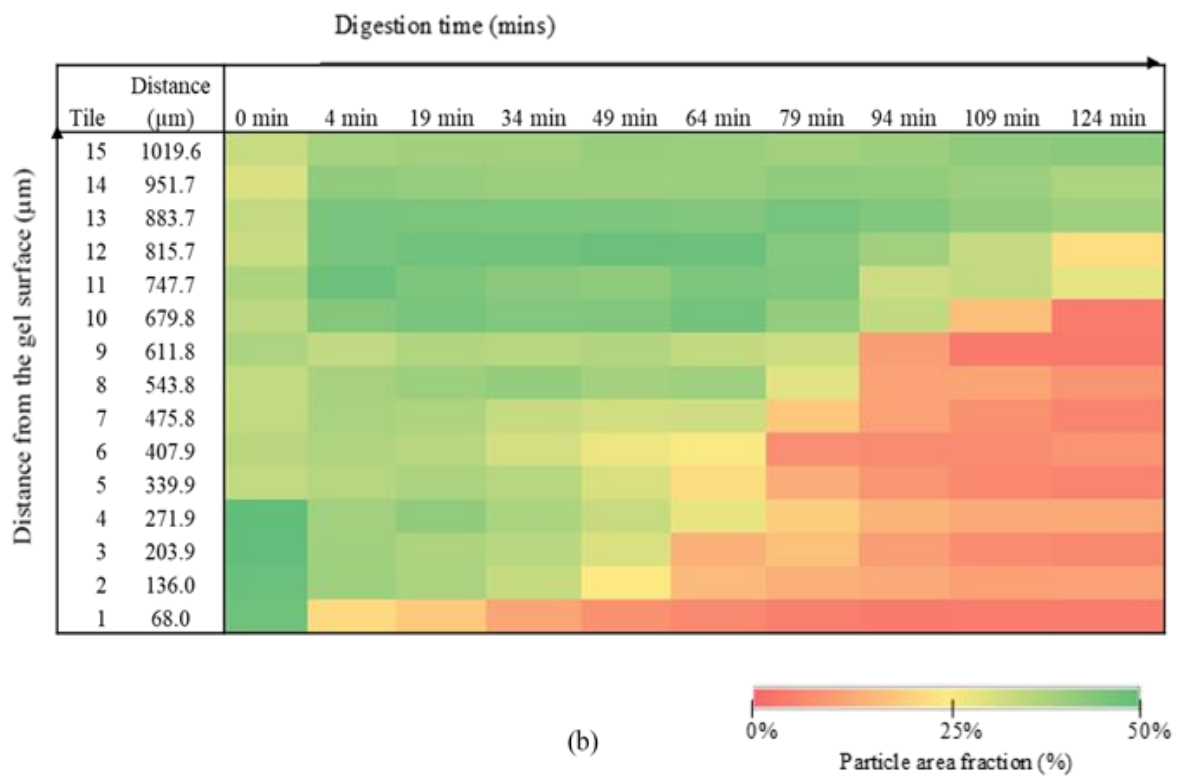 Digestion time (mins)
Distance
Tile (μm) 0 min 4 min 19 min 34 min 49 min 64 min 79 min 94 min 109 min 124 min
Distance from the gel surface (μm)
15 1019.6
14 951.7
13 883.7
12 815.7
11 747.7
10 679.8
9 611.8
8 543.8
7 475.8
6 407.9
5 339.9
4 271.9
3 203.9
2 136.0
1 68.0
0% 25% 50%
Particle area fraction (%)
(b)